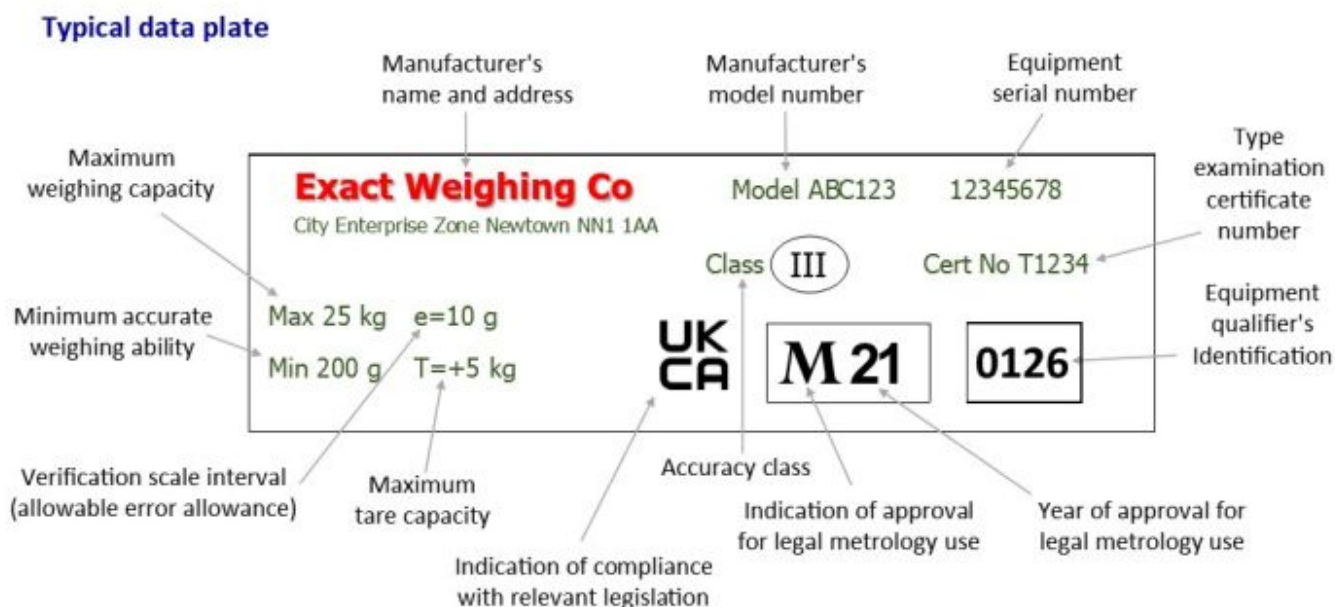 Typical data plate
Manufacturer's
name and address
Manufacturer's
model number
Equipment
serial number
Type
examination
certificate
number
Maximum
weighing capacity
Exact Weighing Co
City Enterprise Zone Newtown NN1 1AA
Model ABC123
12345678
Class III
Cert No T1234
Equipment
qualifier's
Identification
Minimum accurate
weighing ability
Max 25 kg e=10 g
Min 200 g T=+5 kg
UK
CA
M 21
0126
Verification scale interval
(allowable error allowance)
Maximum
tare capacity
Accuracy class
Indication of approval
for legal metrology use
Year of approval for
legal metrology use
Indication of compliance
with relevant legislation